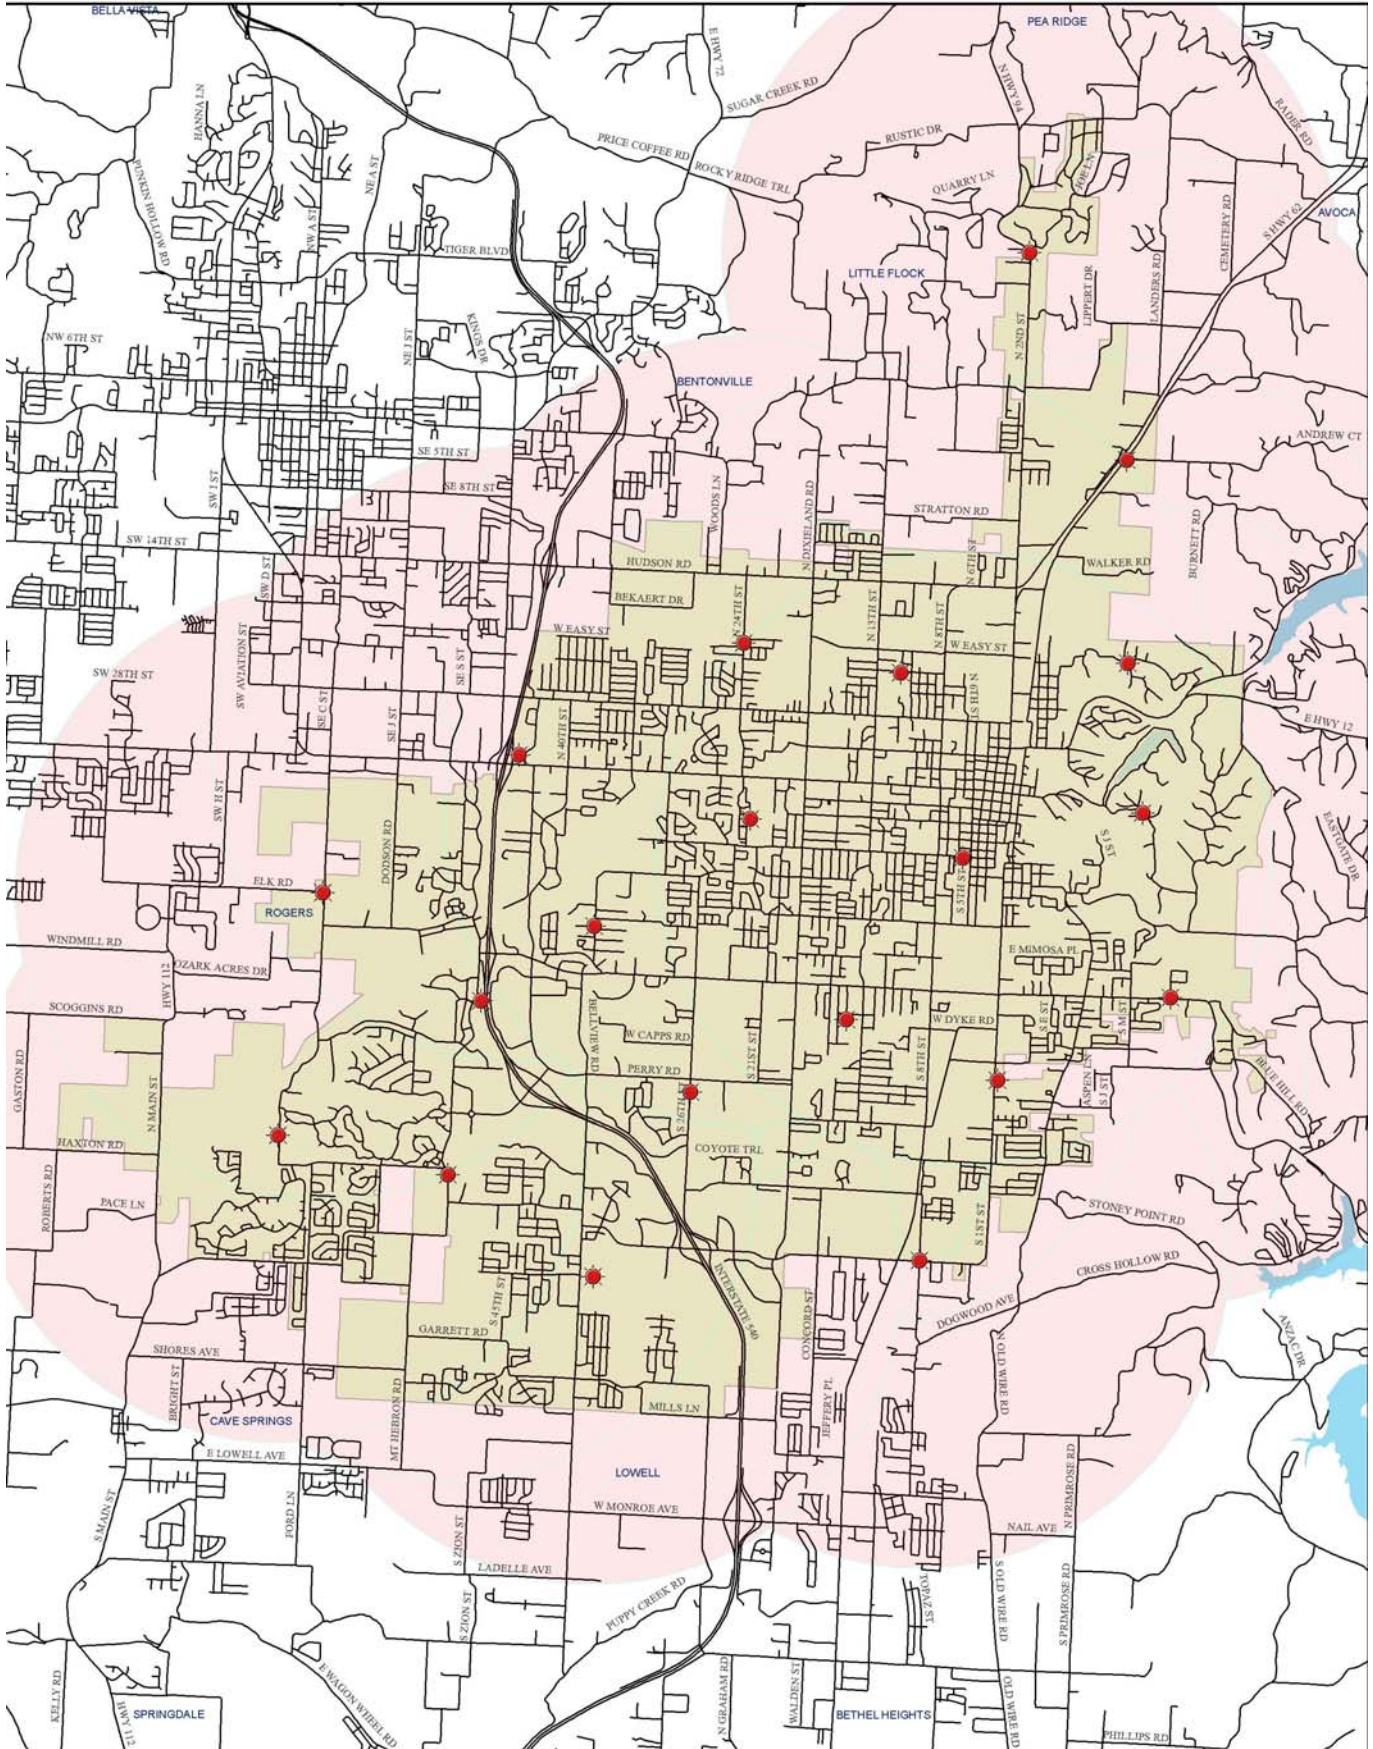 BELLA VISTA
PEA RIDGE
E HWY 72
HANNA LN
SUGAR CREEK RD
N HWY 94
RADER RD
RUSTIC DR
PRICE COFFEE RD
ROCKY RIDGE TRL
PUNKIN HOLLOW RD
NE A ST
JOE LN
QUARRY LN
CEMETERY RD
S HWY 62
AVOCA
NW A ST
TIGER BLVD
LITTLE FLOCK
LIPPERT DR
LANDERS RD
NW 6TH ST
NE J ST
KINGS DR
N 2ND ST
BENTONVILLE
ANDREW CT
SE 5TH ST
SW I ST
SE 8TH ST
WOODS LN
N DIXIELAND RD
STRATTON RD
BURNETT RD
SW 14TH ST
SW D ST
HUDSON RD
N 6TH ST
WALKER RD
BEKAERT DR
N 24TH ST
N 13TH ST
N 8TH ST
W EASY ST
W EASY ST
SW AVIATION ST
SE S ST
SW 28TH ST
SE C ST
SE J ST
N 40TH ST
N 6TH ST
E HWY 12
SW H ST
DODSON RD
S J ST
EASTGATE DR
ELK RD
ROGERS
S 5TH ST
WINDMILL RD
OZARK ACRES DR
HWY 112
E MIMOSA PL
SCOGGINS RD
BELLVIEW RD
W CAPPS RD
S 21ST ST
W DYKE RD
S E ST
S M ST
GASTON RD
N MAIN ST
PERRY RD
S 26TH ST
S 8TH ST
ASPEN LN
S J ST
BLUE HILL RD
HAXTON RD
COYOTE TRL
ROBERTS RD
PACE LN
S 1ST ST
STONEY POINT RD
CROSS HOLLOW RD
S 45TH ST
INTERSTATE 540
CONCORD ST
DOGWOOD AVE
GARRETT RD
ANZAC DR
SHORES AVE
BRIGHT ST
MT HEBRON RD
N OLD WIRE RD
JEFFERY PL
MILLS LN
CAVE SPRINGS
E LOWELL AVE
LOWELL
N PRIMROSE RD
S MAIN ST
FORD LN
W MONROE AVE
NAIL AVE
S ZION ST
LADELLE AVE
PUPPY CREEK RD
TOPAZ ST
S OLD WIRE RD
S PRIMROSE RD
S ZION ST
KELLY RD
E WAGON WHEEL RD
N GRAHAM RD
WALDEN ST
OLD WIRE RD
SPRINGDALE
HWY 112
BETHEL HEIGHTS
PHILLIPS RD